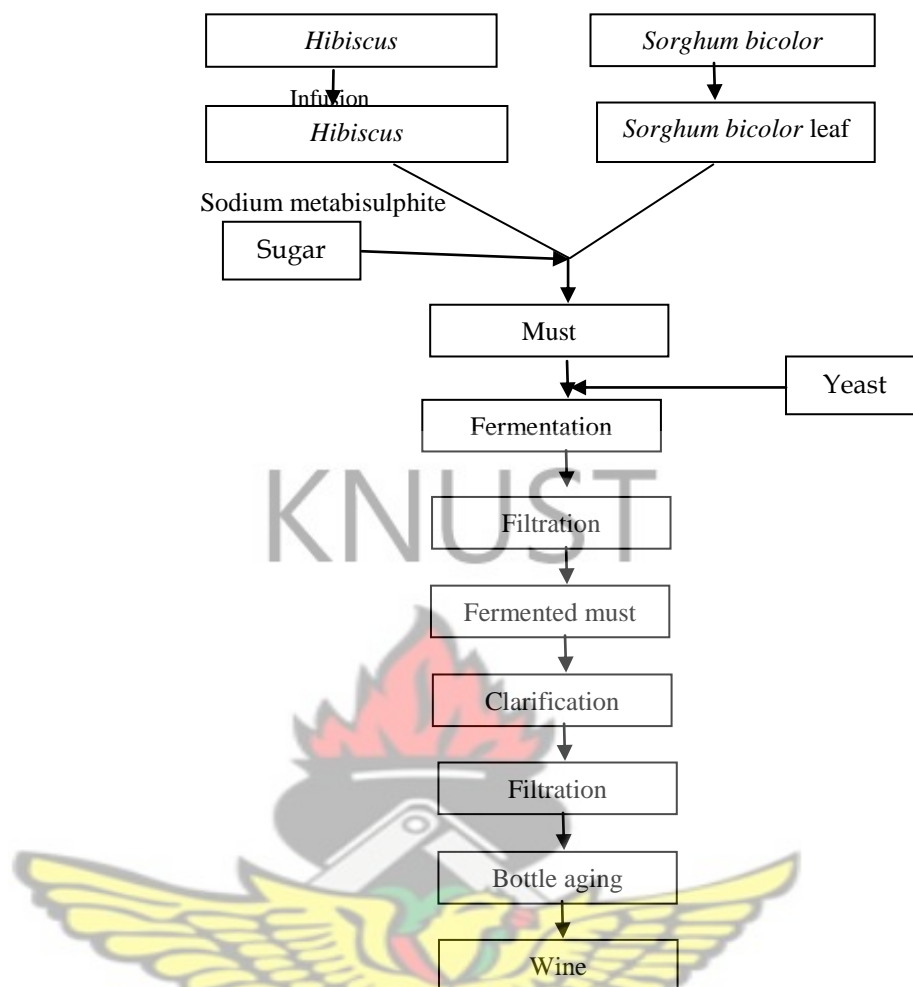 Hibiscus
Sorghum bicolor
Infusion
Hibiscus
Sorghum bicolor leaf
Sodium metabisulphite
Sugar
Must
Yeast
Fermentation
KNUST
Filtration
Fermented must
Clarification
Filtration
Bottle aging
Wine